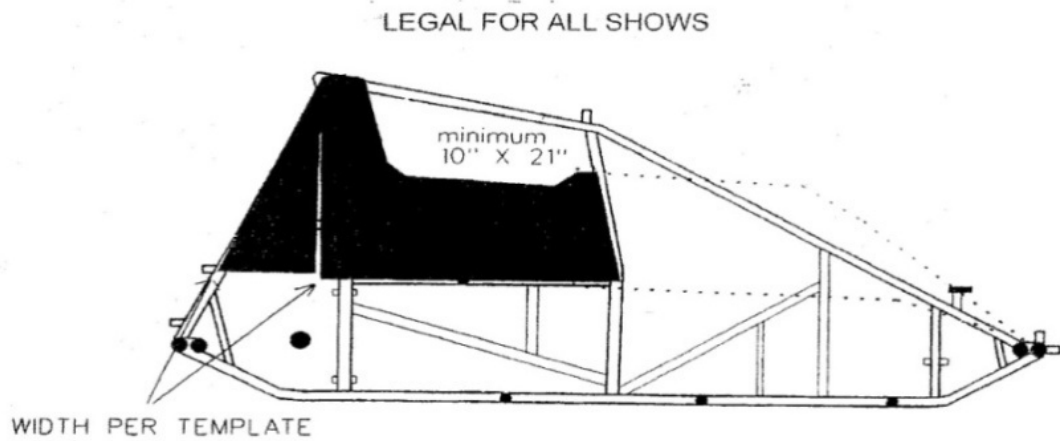 LEGAL FOR ALL SHOWS
minimum
10" X 21"
WIDTH PER TEMPLATE